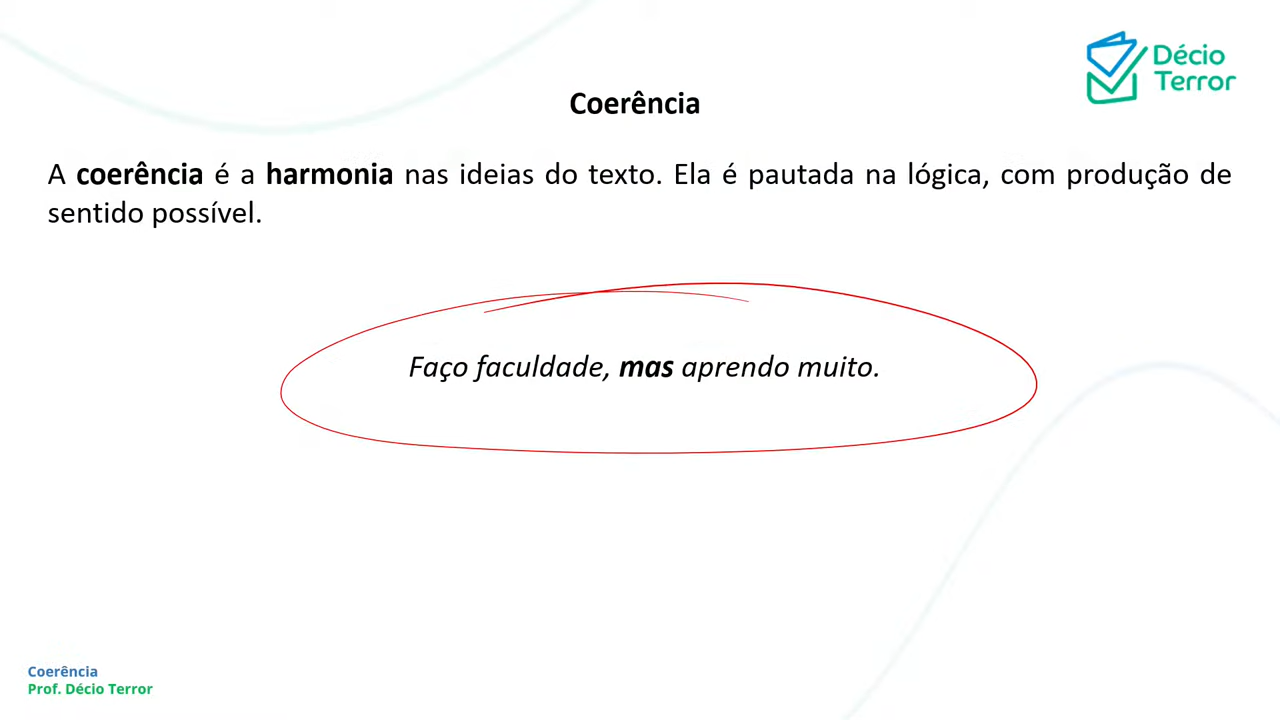 Décio
Terror
Coerência
A coerência é a harmonia nas ideias do texto. Ela é pautada na lógica, com produção de
sentido possível.
Faço faculdade, mas aprendo muito.
Coerência
Prof. Décio Terror